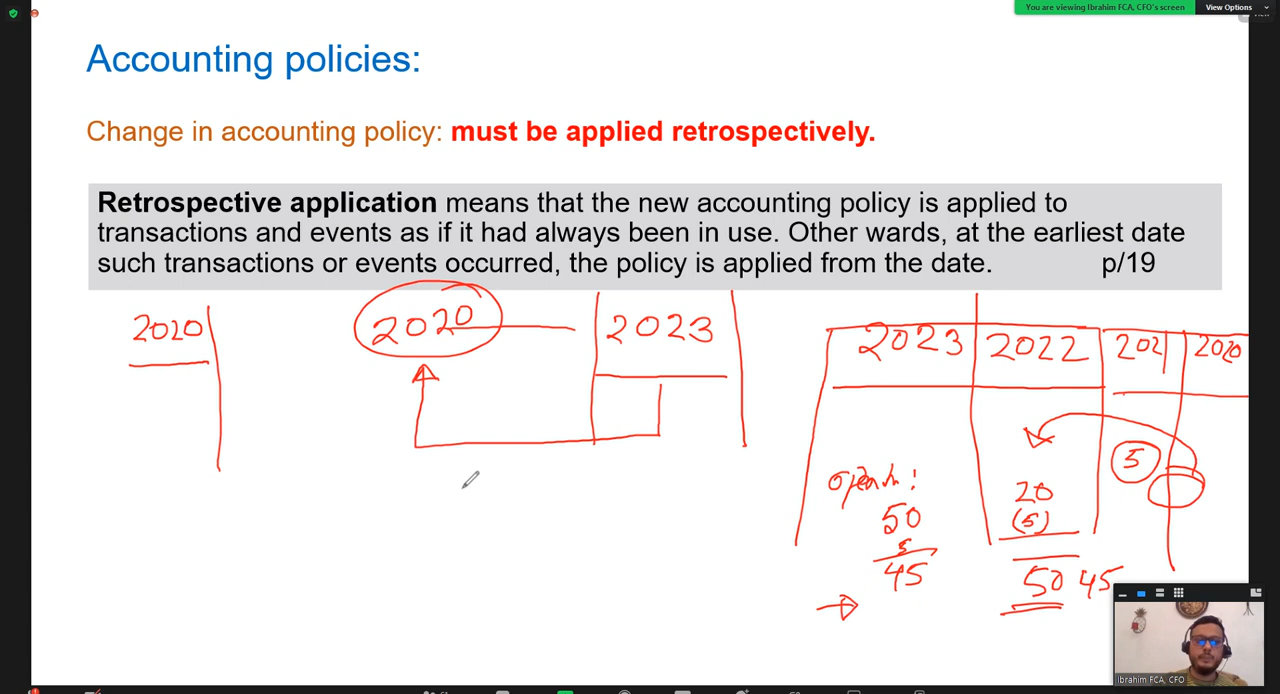 You are viewing Ibrahim FCA, CFO's screen
View Options
View
Accounting policies:
Change in accounting policy: must be applied retrospectively.
Retrospective application means that the new accounting policy is applied to
transactions and events as if it had always been in use. Other wards, at the earliest date
such transactions or events occurred, the policy is applied from the date. p/19
2020
2020
2023
2023 2022 2021 2020
5
20
50 (5)
5
45 50 45
Ibrahim FCA, CFO